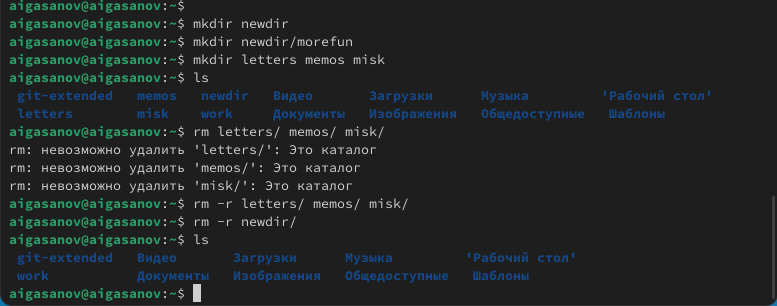 aigasanov@aigasanov:~$
aigasanov@aigasanov:~$ mkdir newdir
aigasanov@aigasanov:~$ mkdir newdir/morefun
aigasanov@aigasanov:~$ mkdir letters memos misk
aigasanov@aigasanov:~$ ls
git-extended memos newdir Видео Загрузки Музыка 'Рабочий стол'
letters misk work Документы Изображения Общедоступные Шаблоны
aigasanov@aigasanov:~$ rm letters/ memos/ misk/
rm: невозможно удалить 'letters/': Это каталог
rm: невозможно удалить 'memos/': Это каталог
rm: невозможно удалить 'misk/': Это каталог
aigasanov@aigasanov:~$ rm -r letters/ memos/ misk/
aigasanov@aigasanov:~$ rm -r newdir/
aigasanov@aigasanov:~$ ls
git-extended Видео Загрузки Музыка 'Рабочий стол'
work Документы Изображения Общедоступные Шаблоны
aigasanov@aigasanov:~$